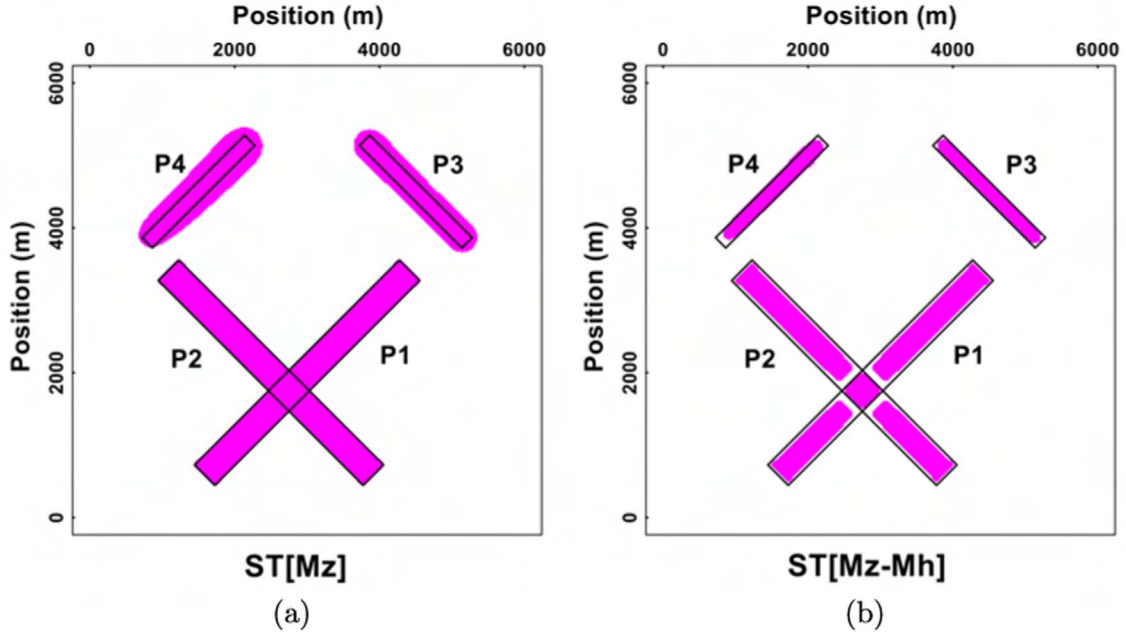 Position (m)
0 2000 4000 6000
Position (m)
6000
4000
2000
0
P4
P3
P2
P1
ST[Mz]
(a)
Position (m)
0 2000 4000 6000
Position (m)
6000
4000
2000
0
P4
P3
P2
P1
ST[Mz-Mh]
(b)